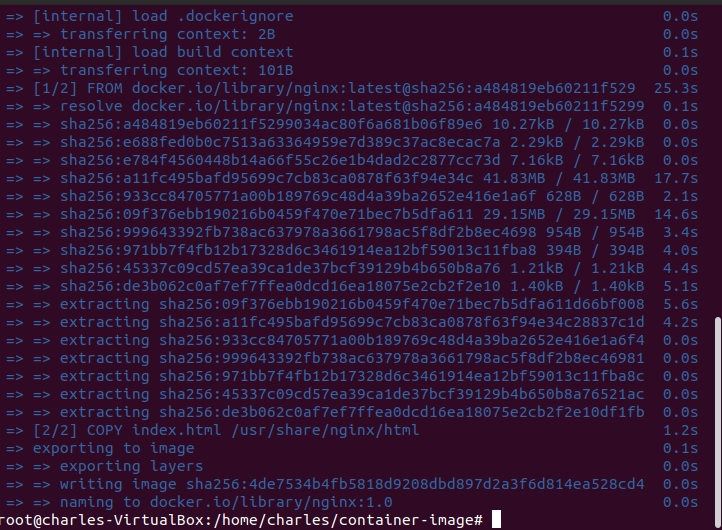 => [internal] load .dockerignore 0.0s
=> => transferring context: 2B 0.0s
=> [internal] load build context 0.1s
=> => transferring context: 101B 0.0s
=> [1/2] FROM docker.io/library/nginx:latest@sha256:a484819eb60211f529 25.3s
=> => resolve docker.io/library/nginx:latest@sha256:a484819eb60211f5299 0.1s
=> => sha256:a484819eb60211f5299034ac80f6a681b06f89e6 10.27kB / 10.27kB 0.0s
=> => sha256:e688fed0b0c7513a63364959e7d389c37ac8ecac7a 2.29kB / 2.29kB 0.0s
=> => sha256:e784f4560448b14a66f55c26e1b4dad2c2877cc73d 7.16kB / 7.16kB 0.0s
=> => sha256:a11fc495bafd95699c7cb83ca0878f63f94e34c 41.83MB / 41.83MB 17.7s
=> => sha256:933cc84705771a00b189769c48d4a39ba2652e416e1a6f 628B / 628B 2.1s
=> => sha256:09f376ebb190216b0459f470e71bec7b5dfa611 29.15MB / 29.15MB 14.6s
=> => sha256:999643392fb738ac637978a3661798ac5f8df2b8ec4698 954B / 954B 3.4s
=> => sha256:971bb7f4fb12b17328d6c3461914ea12bf59013c11fba8 394B / 394B 4.0s
=> => sha256:45337c09cd57ea39ca1de37bcf39129b4b650b8a76 1.21kB / 1.21kB 4.4s
=> => sha256:de3b062c0af7ef7ffea0dcd16ea18075e2cb2f2e10 1.40kB / 1.40kB 5.1s
=> => extracting sha256:09f376ebb190216b0459f470e71bec7b5dfa611d66bf008 5.6s
=> => extracting sha256:a11fc495bafd95699c7cb83ca0878f63f94e34c28837c1d 4.2s
=> => extracting sha256:933cc84705771a00b189769c48d4a39ba2652e416e1a6f4 0.0s
=> => extracting sha256:999643392fb738ac637978a3661798ac5f8df2b8ec46981 0.0s
=> => extracting sha256:971bb7f4fb12b17328d6c3461914ea12bf59013c11fba8c 0.0s
=> => extracting sha256:45337c09cd57ea39ca1de37bcf39129b4b650b8a76521ac 0.0s
=> => extracting sha256:de3b062c0af7ef7ffea0dcd16ea18075e2cb2f2e10df1fb 0.0s
=> [2/2] COPY index.html /usr/share/nginx/html 1.2s
=> exporting to image 0.1s
=> => exporting layers 0.0s
=> => writing image sha256:4de7534b4fb5818d9208dbd897d2a3f6d814ea528cd4 0.0s
=> => naming to docker.io/library/nginx:1.0 0.0s
root@charles-VirtualBox:/home/charles/container-image#